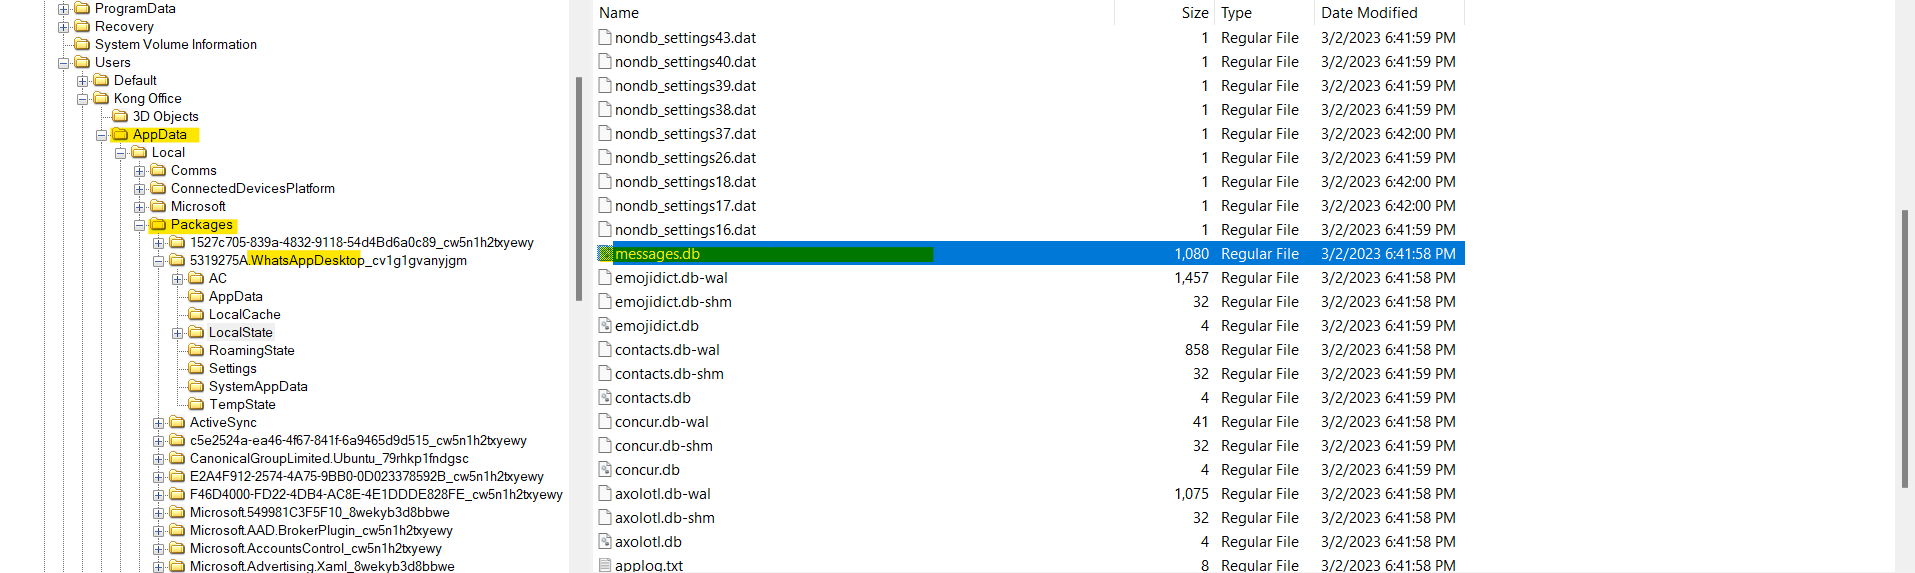 ProgramData
Recovery
System Volume Information
Users
Default
Kong Office
3D Objects
AppData
Local
Comms
ConnectedDevicesPlatform
Microsoft
Packages
1527c705-839a-4832-9118-54d4Bd6a0c89_cw5n1h2txyewy
5319275A.WhatsAppDesktop_cv1g1gvanyjgm
AC
AppData
LocalCache
LocalState
RoamingState
Settings
SystemAppData
TempState
ActiveSync
c5e2524a-ea46-4f67-841f-6a9465d9d515_cw5n1h2txyewy
CanonicalGroupLimited.Ubuntu_79rhkp1fndgsc
E2A4F912-2574-4A75-9BB0-0D023378592B_cw5n1h2txyewy
F46D4000-FD22-4DB4-AC8E-4E1DDDE828FE_cw5n1h2txyewy
Microsoft.549981C3F5F10_8wekyb3d8bbwe
Microsoft.AAD.BrokerPlugin_cw5n1h2txyewy
Microsoft.AccountsControl_cw5n1h2txyewy
Microsoft.Advertising.Xaml_8wekyb3d8bbwe
Name Size Type Date Modified
nondb_settings43.dat 1 Regular File 3/2/2023 6:41:59 PM
nondb_settings40.dat 1 Regular File 3/2/2023 6:41:59 PM
nondb_settings39.dat 1 Regular File 3/2/2023 6:41:59 PM
nondb_settings38.dat 1 Regular File 3/2/2023 6:41:59 PM
nondb_settings37.dat 1 Regular File 3/2/2023 6:42:00 PM
nondb_settings26.dat 1 Regular File 3/2/2023 6:41:59 PM
nondb_settings18.dat 1 Regular File 3/2/2023 6:42:00 PM
nondb_settings17.dat 1 Regular File 3/2/2023 6:42:00 PM
nondb_settings16.dat 1 Regular File 3/2/2023 6:41:59 PM
messages.db 1,080 Regular File 3/2/2023 6:41:58 PM
emojidict.db-wal 1,457 Regular File 3/2/2023 6:41:58 PM
emojidict.db-shm 32 Regular File 3/2/2023 6:41:58 PM
emojidict.db 4 Regular File 3/2/2023 6:41:59 PM
contacts.db-wal 858 Regular File 3/2/2023 6:41:58 PM
contacts.db-shm 32 Regular File 3/2/2023 6:41:58 PM
contacts.db 4 Regular File 3/2/2023 6:41:59 PM
concur.db-wal 41 Regular File 3/2/2023 6:41:58 PM
concur.db-shm 32 Regular File 3/2/2023 6:41:59 PM
concur.db 4 Regular File 3/2/2023 6:41:59 PM
axolotl.db-wal 1,075 Regular File 3/2/2023 6:41:58 PM
axolotl.db-shm 32 Regular File 3/2/2023 6:41:58 PM
axolotl.db 4 Regular File 3/2/2023 6:41:59 PM
applog.txt 8 Regular File 3/2/2023 6:41:58 PM